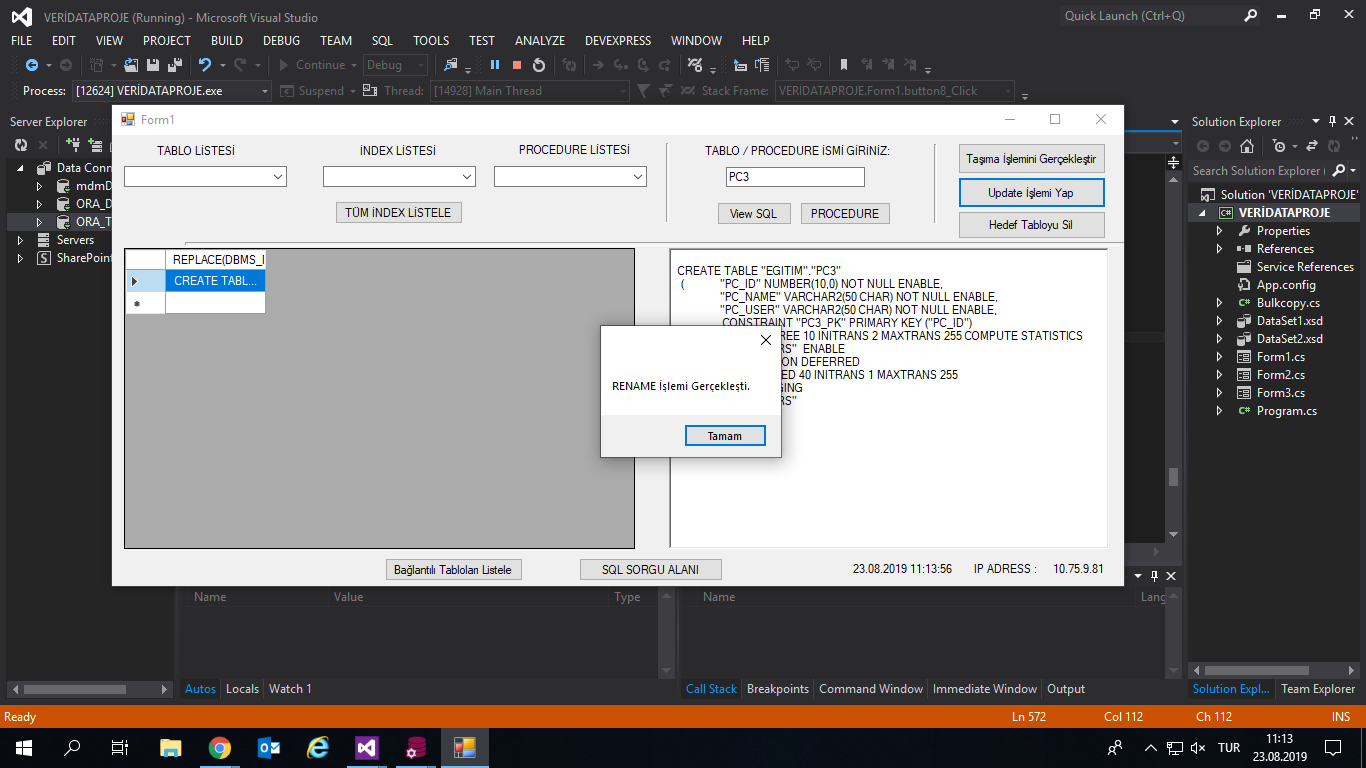 VERİDATAPROJE (Running) - Microsoft Visual Studio
Quick Launch (Ctrl+Q)
FILE EDIT VIEW PROJECT BUILD DEBUG TEAM SQL TOOLS TEST ANALYZE DEVEXPRESS WINDOW HELP
Continue Debug
Process: [12624] VERİDATAPROJE.exe Suspend Thread: [14928] Main Thread Stack Frame: VERİDATAPROJE.Form1.button8_Click
Server Explorer
Data Conn
mdmD
ORA_D
ORA_T
Servers
SharePoint
Form1
TABLO LİSTESİ
INDEX LİSTESİ
PROCEDURE LİSTESİ
TABLO / PROCEDURE ISMİ GİRİNİZ:
PC3
TÜM İNDEX LİSTELE
View SQL
PROCEDURE
Taşıma İşlemini Gerçekleştir
Update İşlemi Yap
Hedef Tabloyu Sil
REPLACE(DBMS_I
CREATE TABL...
CREATE TABLE "EGITIM"."PC3"
( "PC_ID" NUMBER(10,0) NOT NULL ENABLE,
"PC_NAME" VARCHAR2(50 CHAR) NOT NULL ENABLE,
"PC_USER" VARCHAR2(50 CHAR) NOT NULL ENABLE,
CONSTRAINT "PC3_PK" PRIMARY KEY ("PC_ID")
REE 10 INITRANS 2 MAXTRANS 255 COMPUTE STATISTICS
RS" ENABLE
ON DEFERRED
ED 40 INITRANS 1 MAXTRANS 255
GING
RS"
RENAME İşlemi Gerçekleşti.
Tamam
Bağlantılı Tabloları Listele
SQL SORGU ALANI
23.08.2019 11:13:56
IP ADRESS :
10.75.9.81
Solution Explorer
Search Solution Explorer (
Solution 'VERİDATAPROJE'
VERİDATAPROJE
Properties
References
Service References
App.config
Bulkcopy.cs
DataSet1.xsd
DataSet2.xsd
Form1.cs
Form2.cs
Form3.cs
Program.cs
Name Value Type
Name Lang
Autos Locals Watch 1
Call Stack Breakpoints Command Window Immediate Window Output
Solution Expl... Team Explorer
Ready Ln 572 Col 112 Ch 112 INS
TUR
11:13
23.08.2019